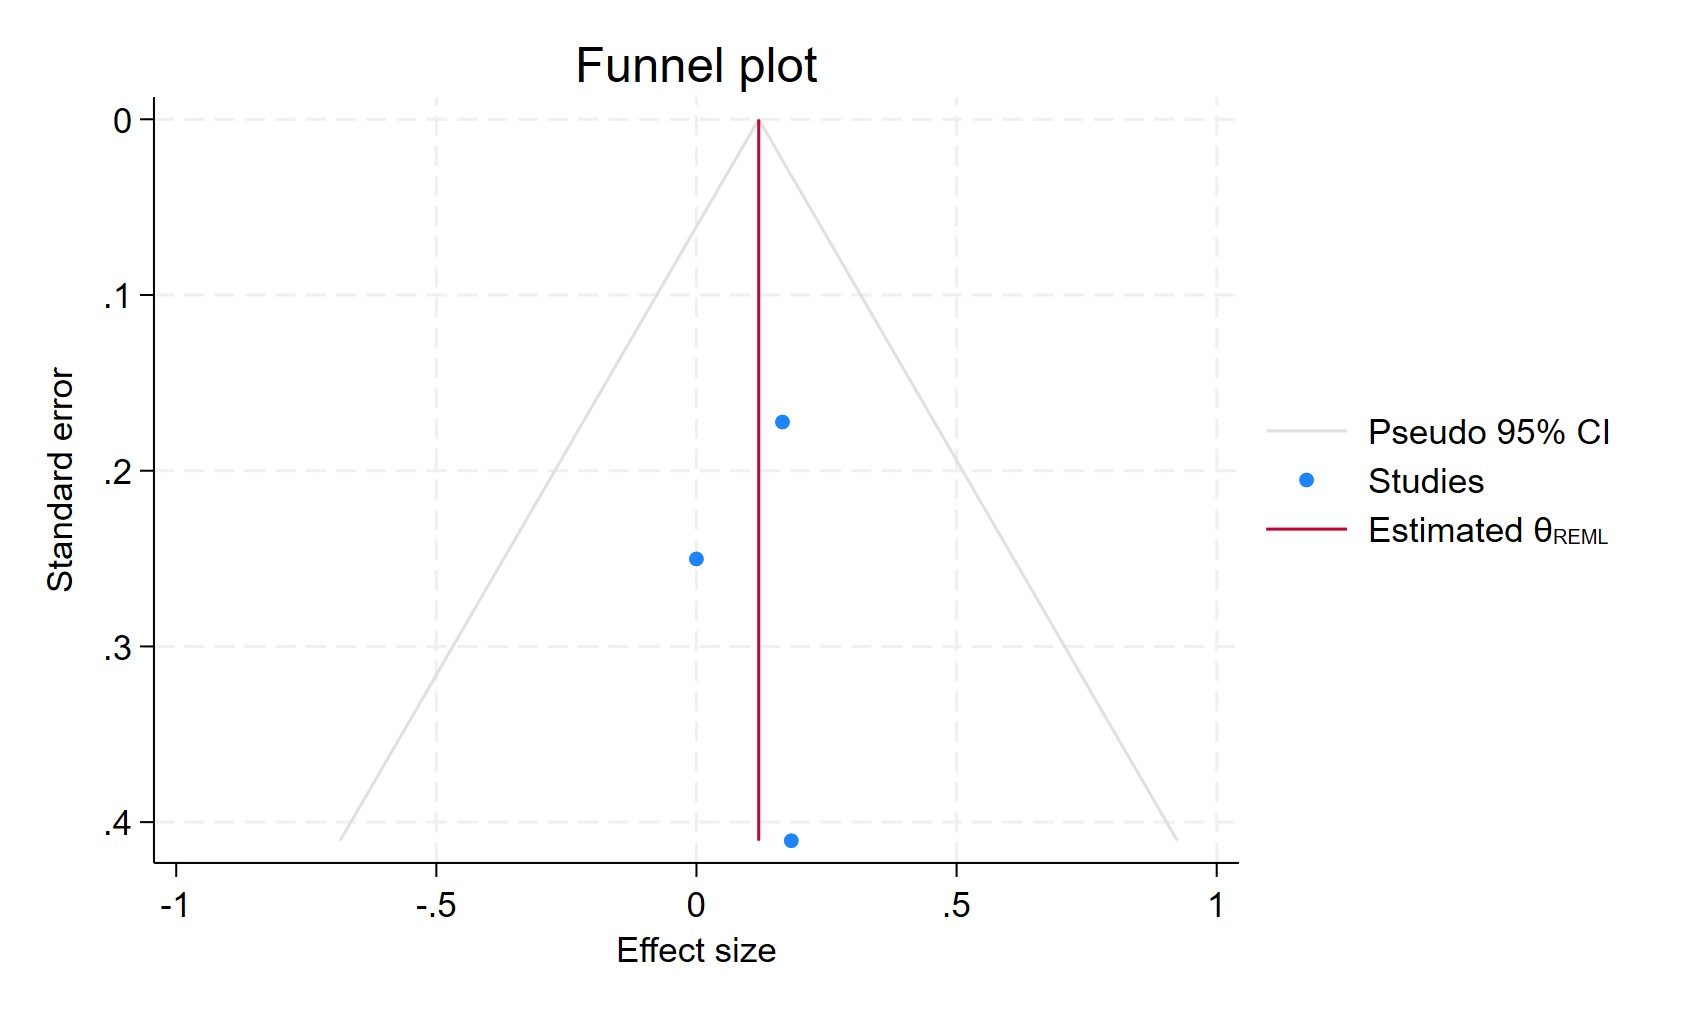 Funnel plot
0
.1
.2
.3
.4
Standard error
-1 -.5 0 .5 1
Effect size
Pseudo 95% CI
Studies
Estimated θREML